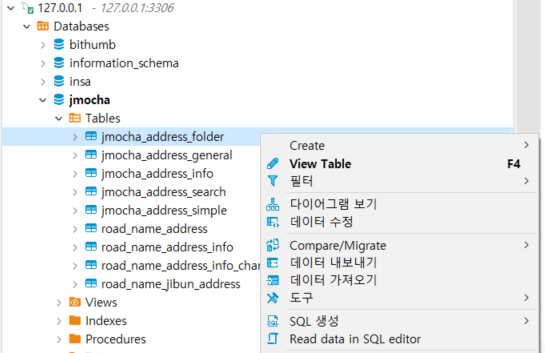 127.0.0.1 - 127.0.0.1:3306
Databases
bithumb
information_schema
insa
jmocha
Tables
jmocha_address_folder
jmocha_address_general
jmocha_address_info
jmocha_address_search
jmocha_address_simple
road_name_address
road_name_address_info
road_name_address_info_char
road_name_jibun_address
Views
Indexes
Procedures
Create
View Table F4
필터
다이어그램 보기
데이터 수정
Compare/Migrate
데이터 내보내기
데이터 가져오기
도구
SQL 생성
Read data in SQL editor